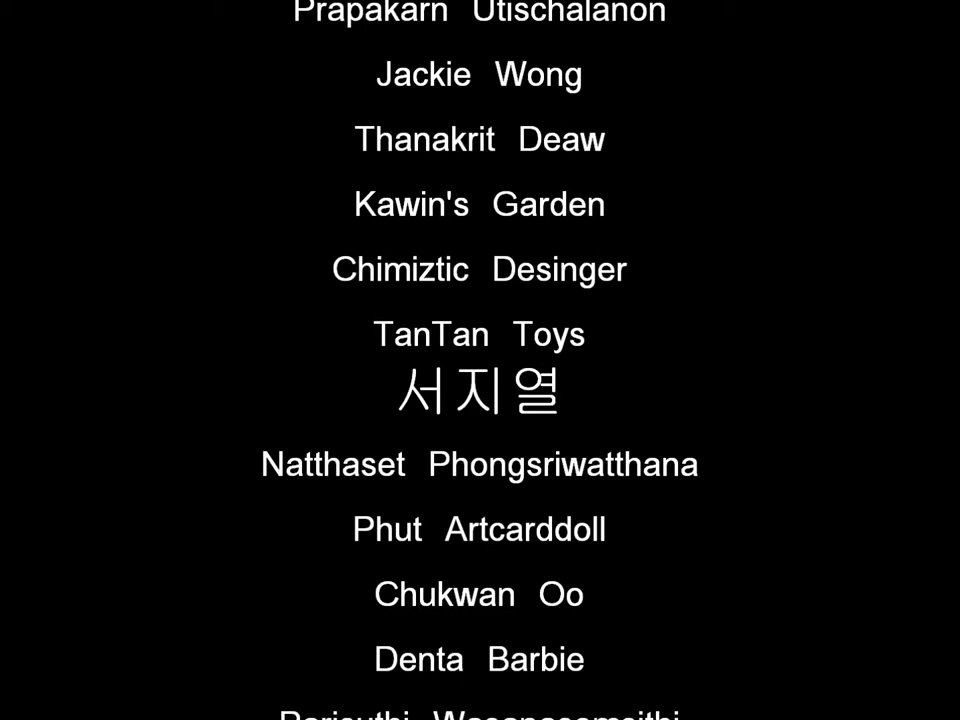 Prapakarn Utischalanon
Jackie Wong
Thanakrit Deaw
Kawin's Garden
Chimiztic Desinger
TanTan Toys
서지열
Natthaset Phongsriwatthana
Phut Artcarddoll
Chukwan Oo
Denta Barbie